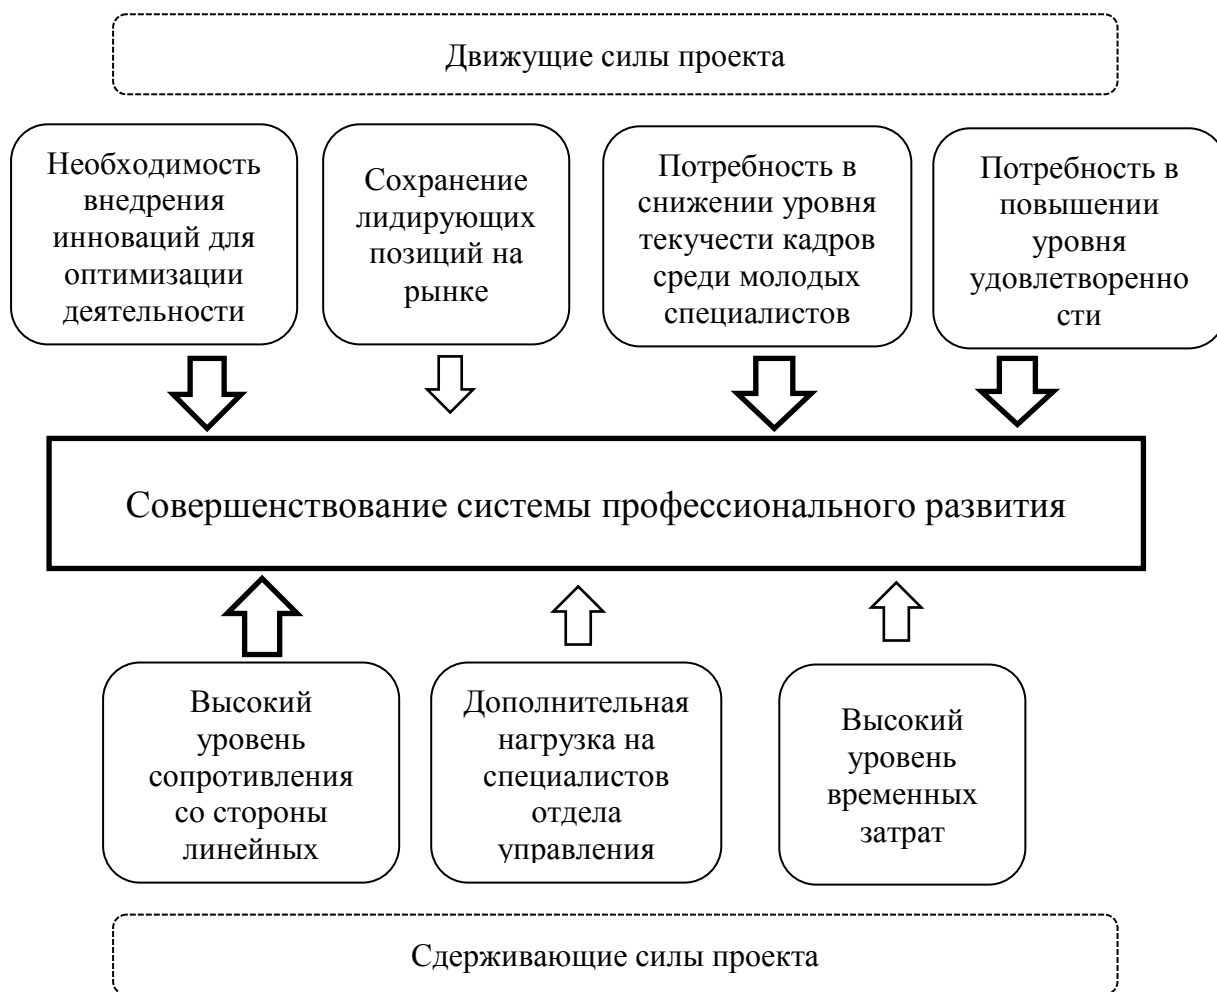 Движущие силы проекта
Необходимость
внедрения
инноваций для
оптимизации
деятельности
Сохранение
лидирующих
позиций на
рынке
Потребность в
снижении уровня
текучести кадров
среди молодых
специалистов
Потребность в
повышении
уровня
удовлетворенно
сти
Совершенствование системы профессионального развития
Высокий
уровень
сопротивления
со стороны
линейных
Дополнительная
нагрузка на
специалистов
отдела
управления
Высокий
уровень
временных
затрат
Сдерживающие силы проекта